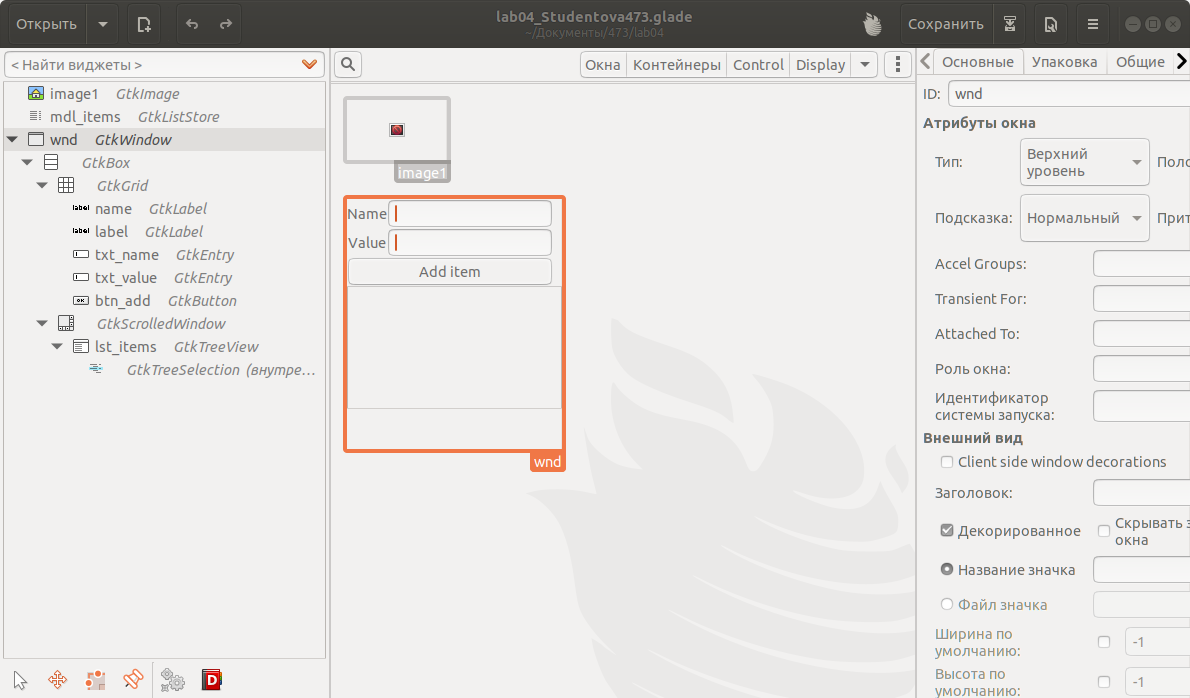 Открыть
lab04_Studentova473.glade
~/Документы/473/lab04
Сохранить
< Найти виджеты >
image1 GtkImage
mdl_items GtkListStore
wnd GtkWindow
GtkBox
GtkGrid
name GtkLabel
label GtkLabel
txt_name GtkEntry
txt_value GtkEntry
btn_add GtkButton
GtkScrolledWindow
lst_items GtkTreeView
GtkTreeSelection (внутре…
Окна Контейнеры Control Display
image1
Name
Value
Add item
wnd
Основные Упаковка Общие
ID: wnd
Атрибуты окна
Тип: Верхний уровень Поло
Подсказка: Нормальный Прит
Accel Groups:
Transient For:
Attached To:
Роль окна:
Идентификатор
системы запуска:
Внешний вид
Client side window decorations
Заголовок:
Декорированное Скрывать з
окна
Название значка
Файл значка
Ширина по
умолчанию: -1
Высота по
умолчанию: -1